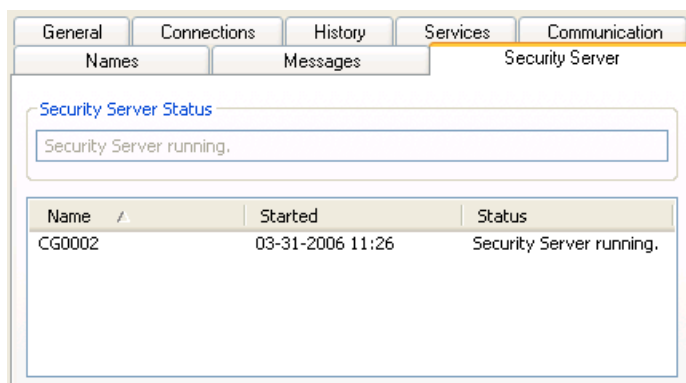 General Connections History Services Communication
Names Messages Security Server
Security Server Status
Security Server running.
Name Started Status
CG0002 03-31-2006 11:26 Security Server running.